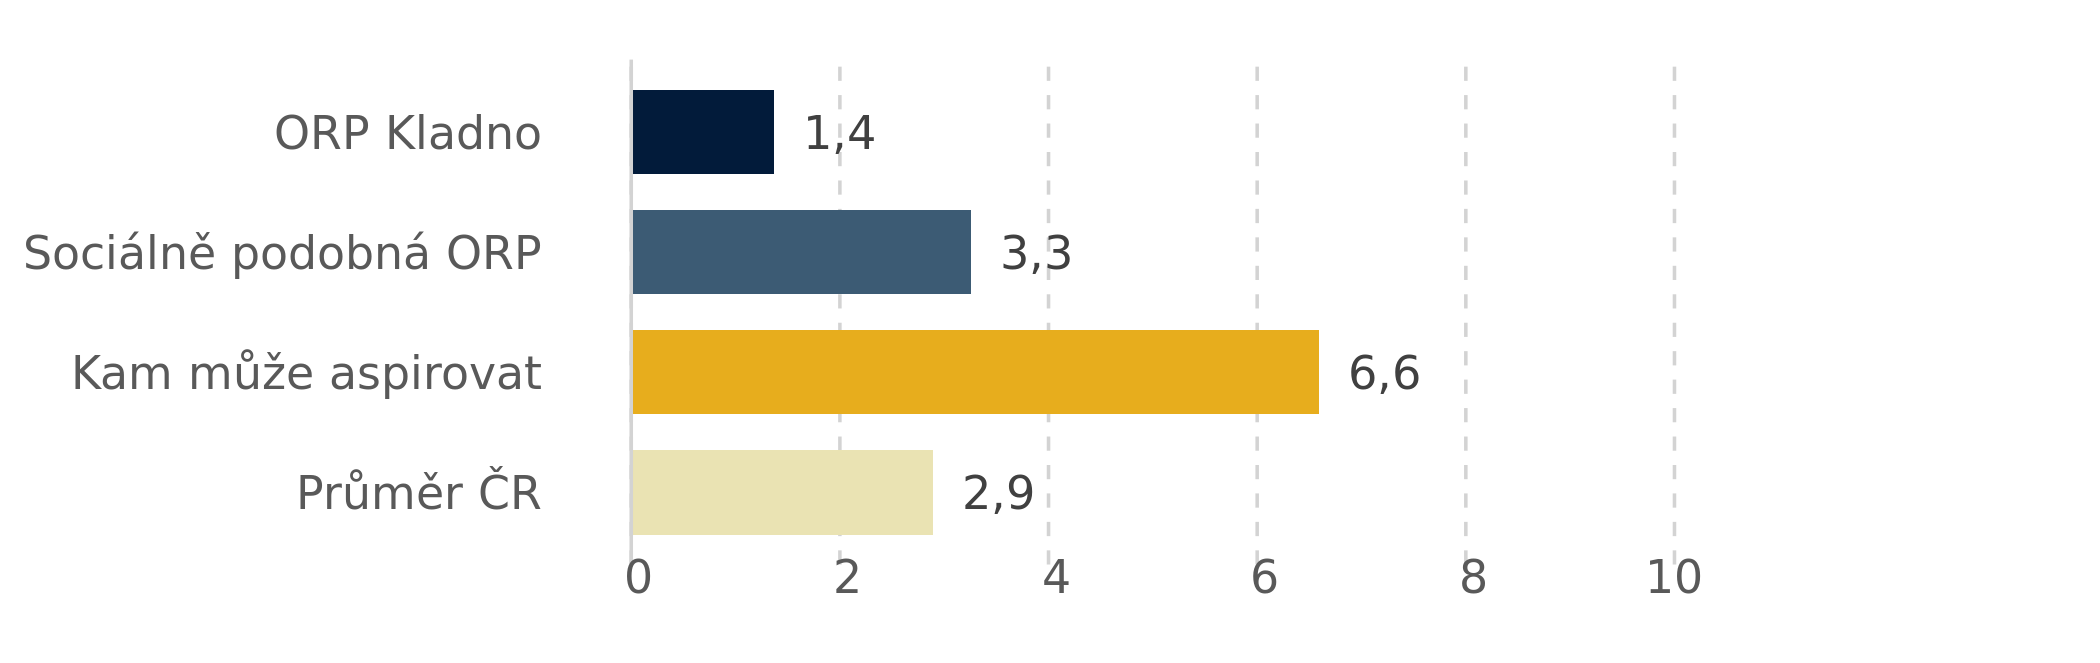 ORP Kladno 1,4
Sociálně podobná ORP 3,3
Kam může aspirovat 6,6
Průměr ČR 2,9
0 2 4 6 8 10